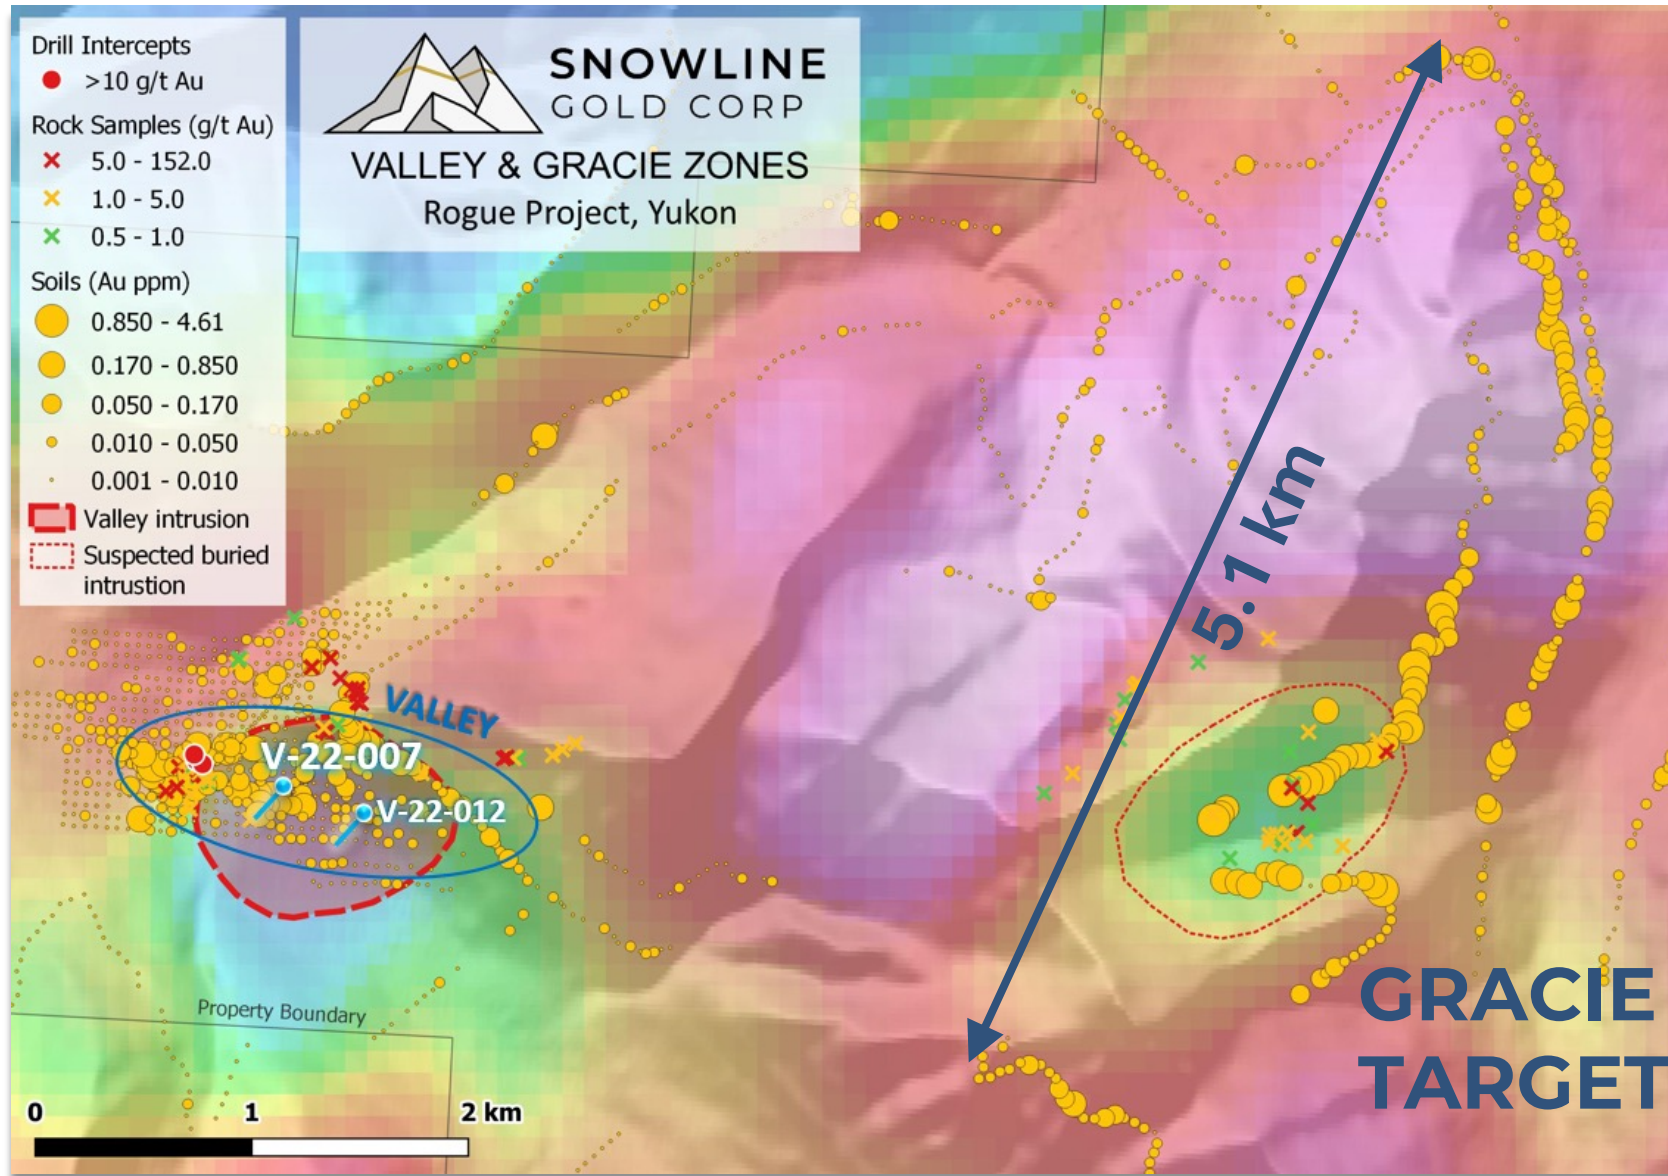 Drill Intercepts
>10 g/t Au
Rock Samples (g/t Au)
5.0 - 152.0
1.0 - 5.0
0.5 - 1.0
Soils (Au ppm)
0.850 - 4.61
0.170 - 0.850
0.050 - 0.170
0.010 - 0.050
0.001 - 0.010
Valley intrusion
Suspected buried
intrustion
SNOWLINE
GOLD CORP
VALLEY & GRACIE ZONES
Rogue Project, Yukon
5.1 km
VALLEY
V-22-007
V-22-012
GRACIE
TARGET
Property Boundary
0 1 2 km